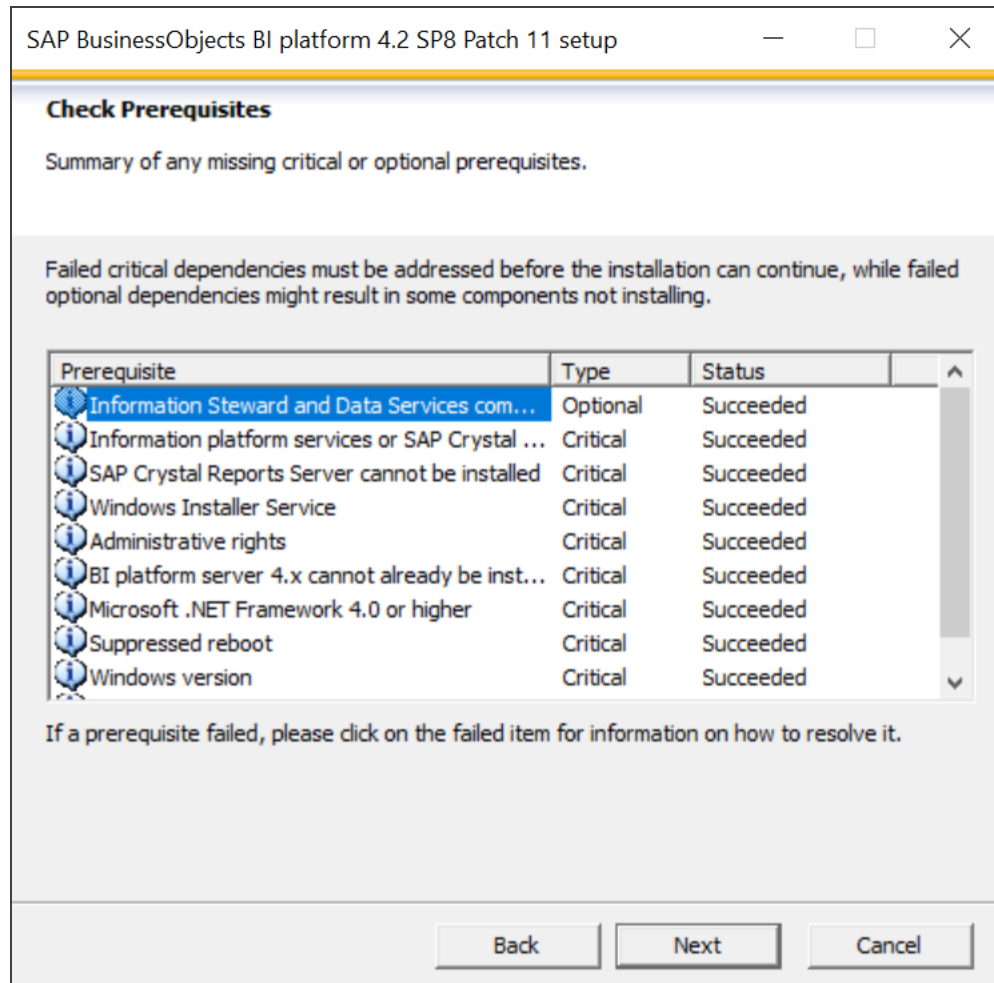 SAP BusinessObjects BI platform 4.2 SP8 Patch 11 setup
Check Prerequisites
Summary of any missing critical or optional prerequisites.
Failed critical dependencies must be addressed before the installation can continue, while failed
optional dependencies might result in some components not installing.
Prerequisite Type Status
Information Steward and Data Services com... Optional Succeeded
Information platform services or SAP Crystal ... Critical Succeeded
SAP Crystal Reports Server cannot be installed Critical Succeeded
Windows Installer Service Critical Succeeded
Administrative rights Critical Succeeded
BI platform server 4.x cannot already be inst... Critical Succeeded
Microsoft .NET Framework 4.0 or higher Critical Succeeded
Suppressed reboot Critical Succeeded
Windows version Critical Succeeded
If a prerequisite failed, please click on the failed item for information on how to resolve it.
Back Next Cancel